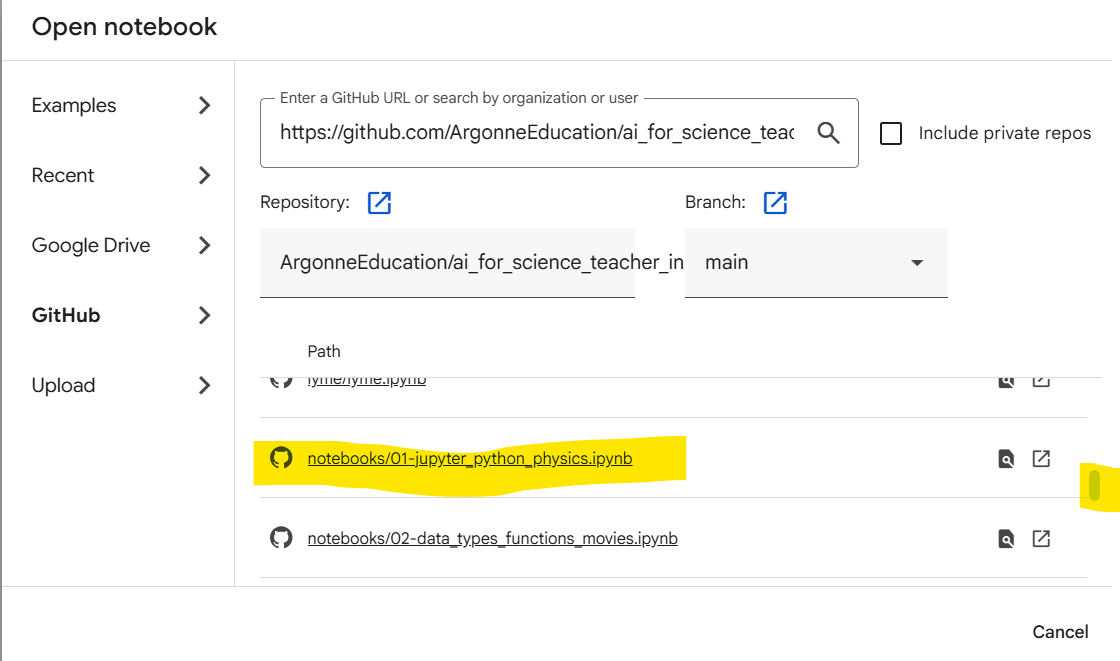 Open notebook
Examples
Recent
Google Drive
GitHub
Upload
Enter a GitHub URL or search by organization or user
https://github.com/ArgonneEducation/ai_for_science_teac
Include private repos
Repository:
Branch:
ArgonneEducation/ai_for_science_teacher_in
main
Path
lyme/lyme.ipynb
notebooks/01-jupyter_python_physics.ipynb
notebooks/02-data_types_functions_movies.ipynb
Cancel